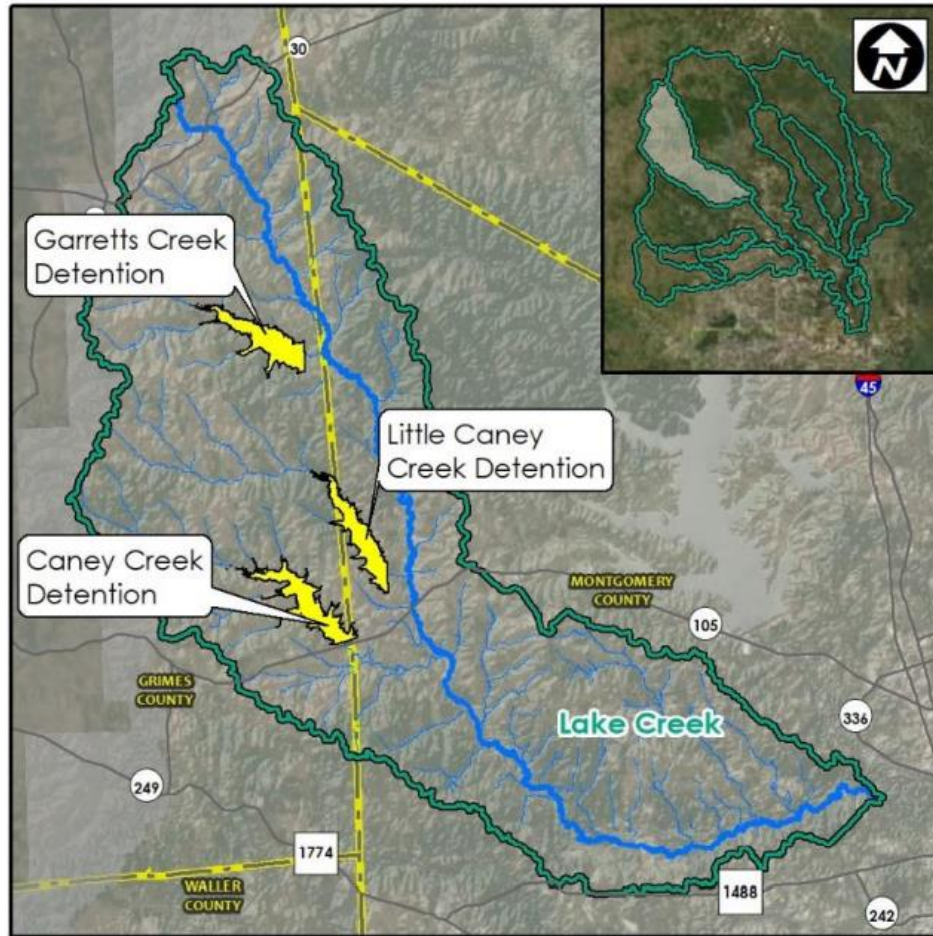 30
N
Garretts Creek
Detention
45
Little Caney
Creek Detention
Caney Creek
Detention
MONTGOMERY
COUNTY
105
GRIMES
COUNTY
Lake Creek
336
249
1774
WALLER
COUNTY
1488
242